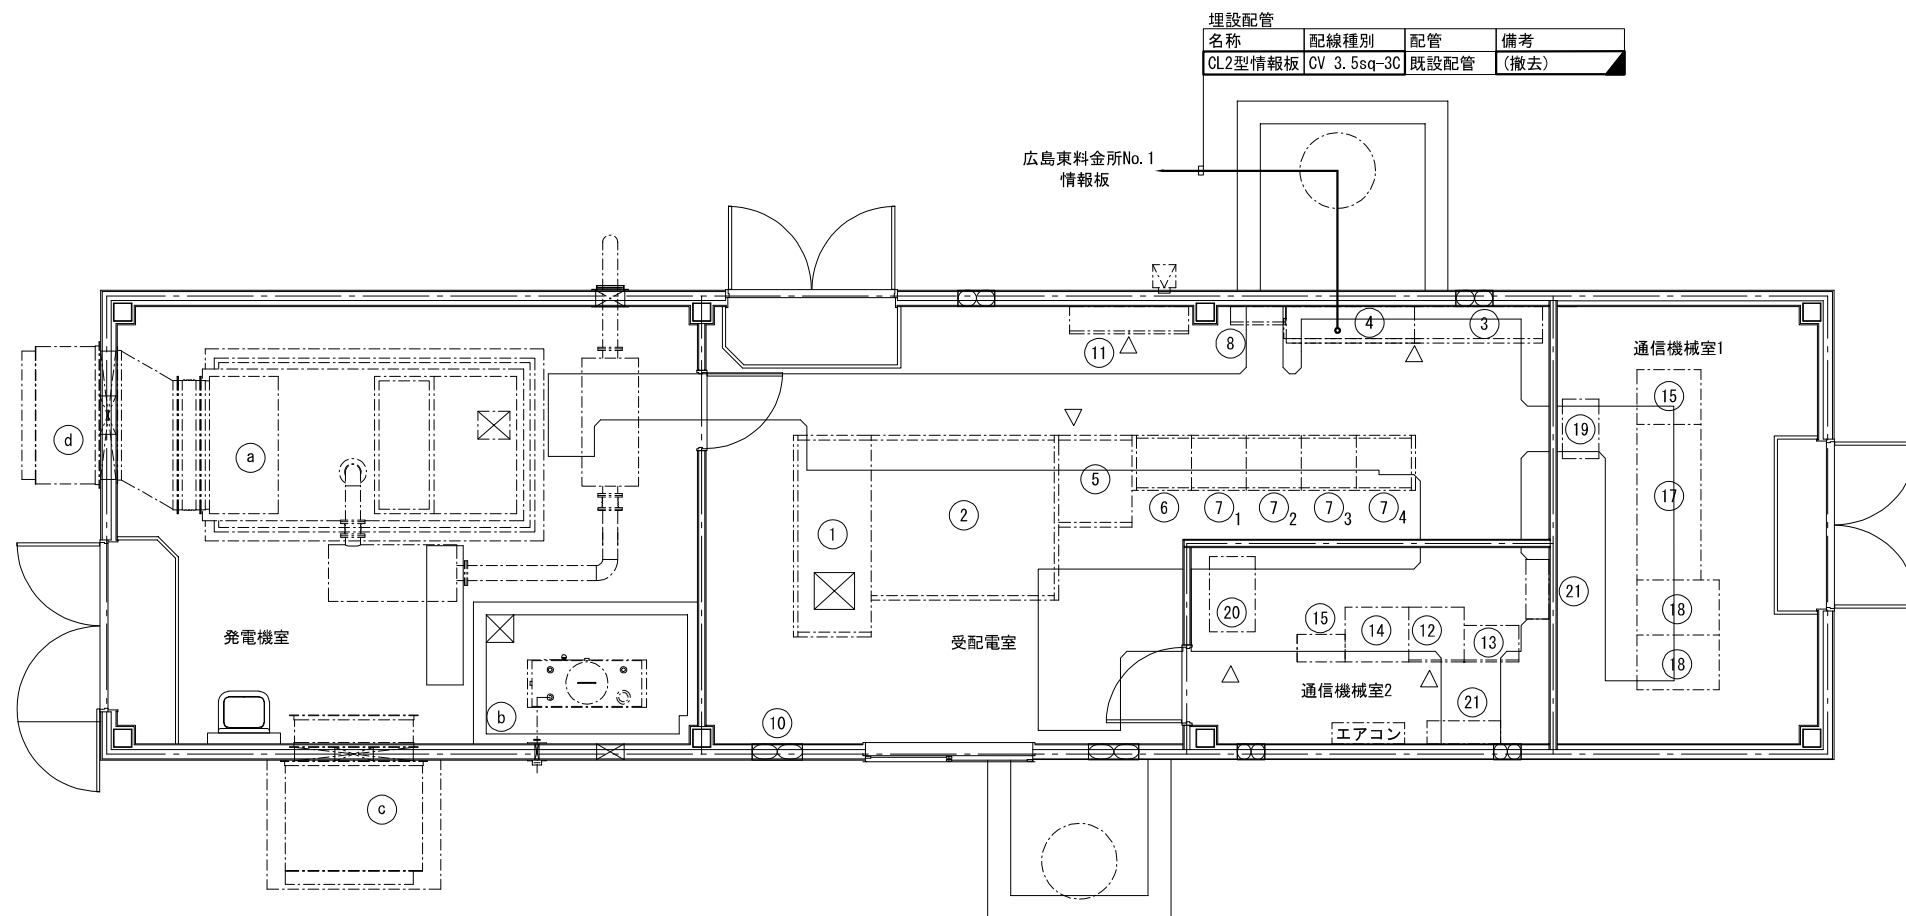 埋設配管
名称 配線種別 配管 備考
CL2型情報板 CV 3.5sq-3C 既設配管 (撤去)
広島東料金所No.1
情報板
4 3
8
11
通信機械室1
15
19
d
a
5
17
6 7 1 7 2 7 3 7 4
2
1
21
18
20
15
14 12
13
発電機室
受配電室
18
通信機械室2
21
b
10
エアコン
c